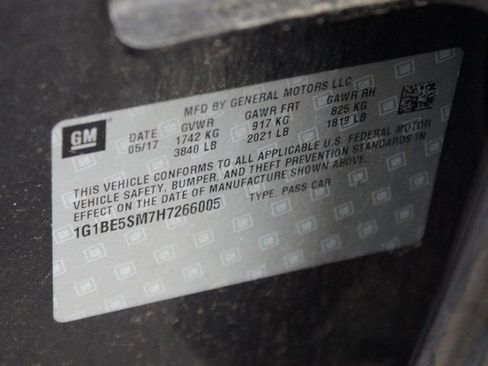 MFD BY GENERAL MOTORS LLC
GM
DATE GVWR GAWR FRT GAWR RH
05/17 1742 KG 917 KG 825 KG
3840 LB 2021 LB 1819 LB
THIS VEHICLE CONFORMS TO ALL APPLICABLE U.S. FEDERAL MOTOR
VEHICLE SAFETY, BUMPER, AND THEFT PREVENTION STANDARDS IN
EFFECT ON THE DATE OF MANUFACTURE SHOWN ABOVE.
1G1BE5SM7H7266005 TYPE: PASS CAR